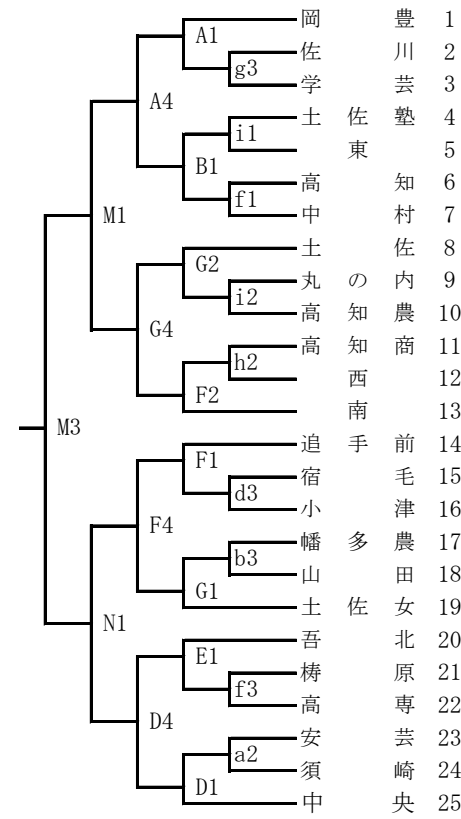 岡豊 1
A1
佐川 2
g3
学芸 3
A4
土佐塾 4
i1
東 5
B1
高知 6
f1
中村 7
M1
土佐 8
G2
丸の内 9
i2
高知農 10
G4
高知商 11
h2
西 12
F2
南 13
M3
追手前 14
F1
宿毛 15
d3
小津 16
F4
幡多農 17
b3
山田 18
G1
土佐女 19
N1
吾北 20
E1
梼原 21
f3
高専 22
D4
安芸 23
a2
須崎 24
D1
中央 25